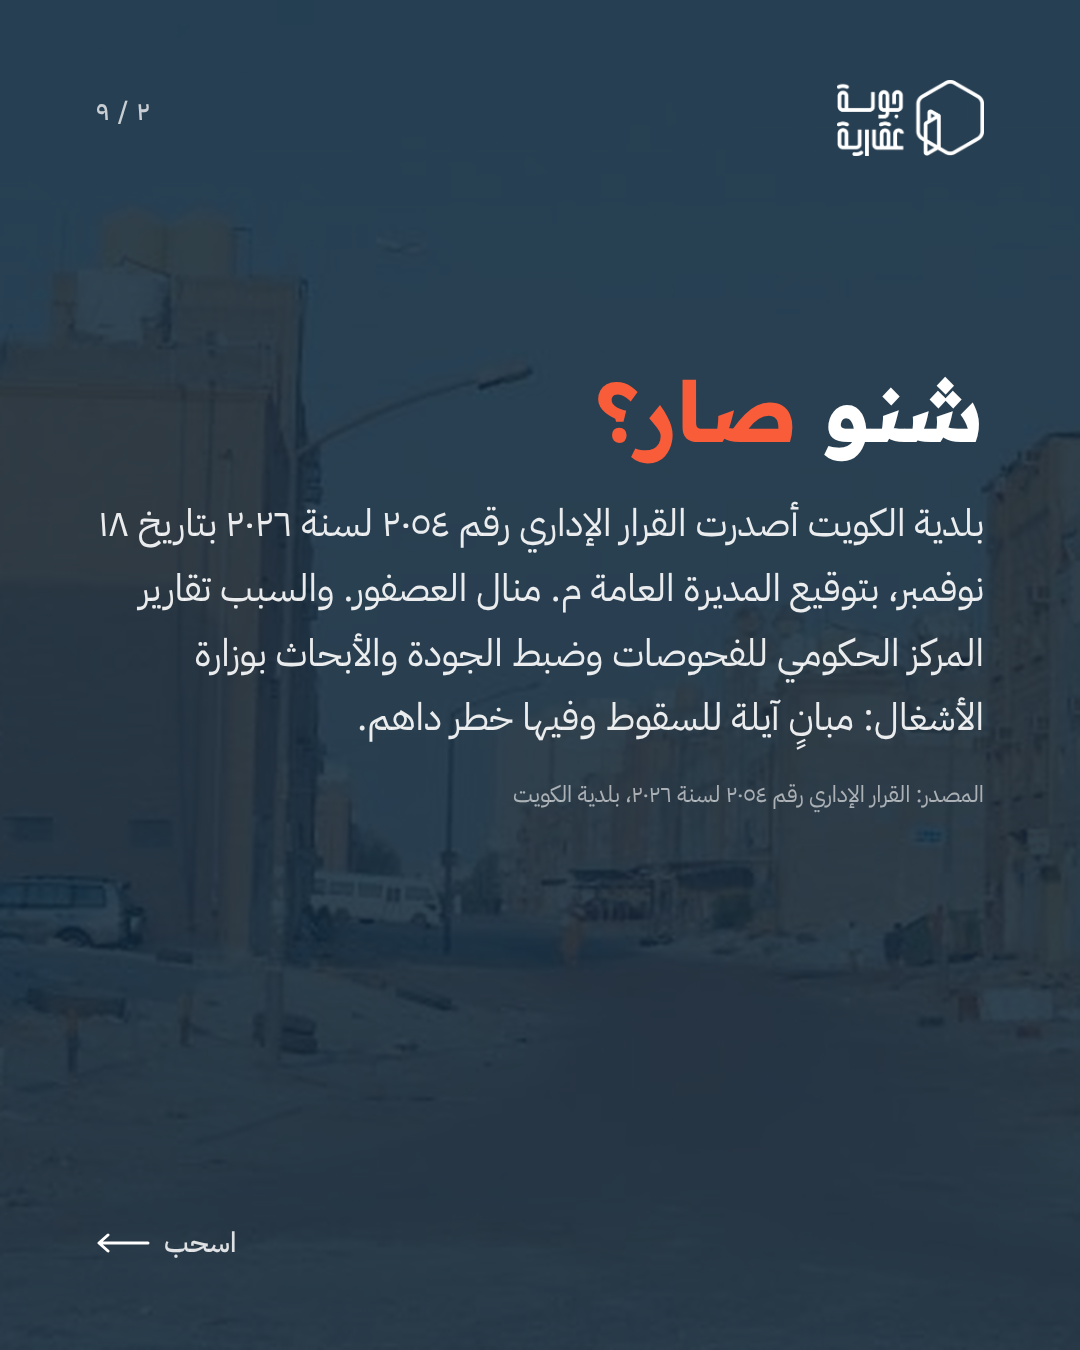 جوبة
عقارية
٢ / ٩
شنو صار؟
بلدية الكويت أصدرت القرار الإداري رقم ٢٠٥٤ لسنة ٢٠٢٦ بتاريخ ١٨
نوفمبر، بتوقيع المديرة العامة م. منال العصفور. والسبب تقارير
المركز الحكومي للفحوصات وضبط الجودة والأبحاث بوزارة
الأشغال: مبانٍ آيلة للسقوط وفيها خطر داهم.
المصدر: القرار الإداري رقم ٢٠٥٤ لسنة ٢٠٢٦، بلدية الكويت
اسحب